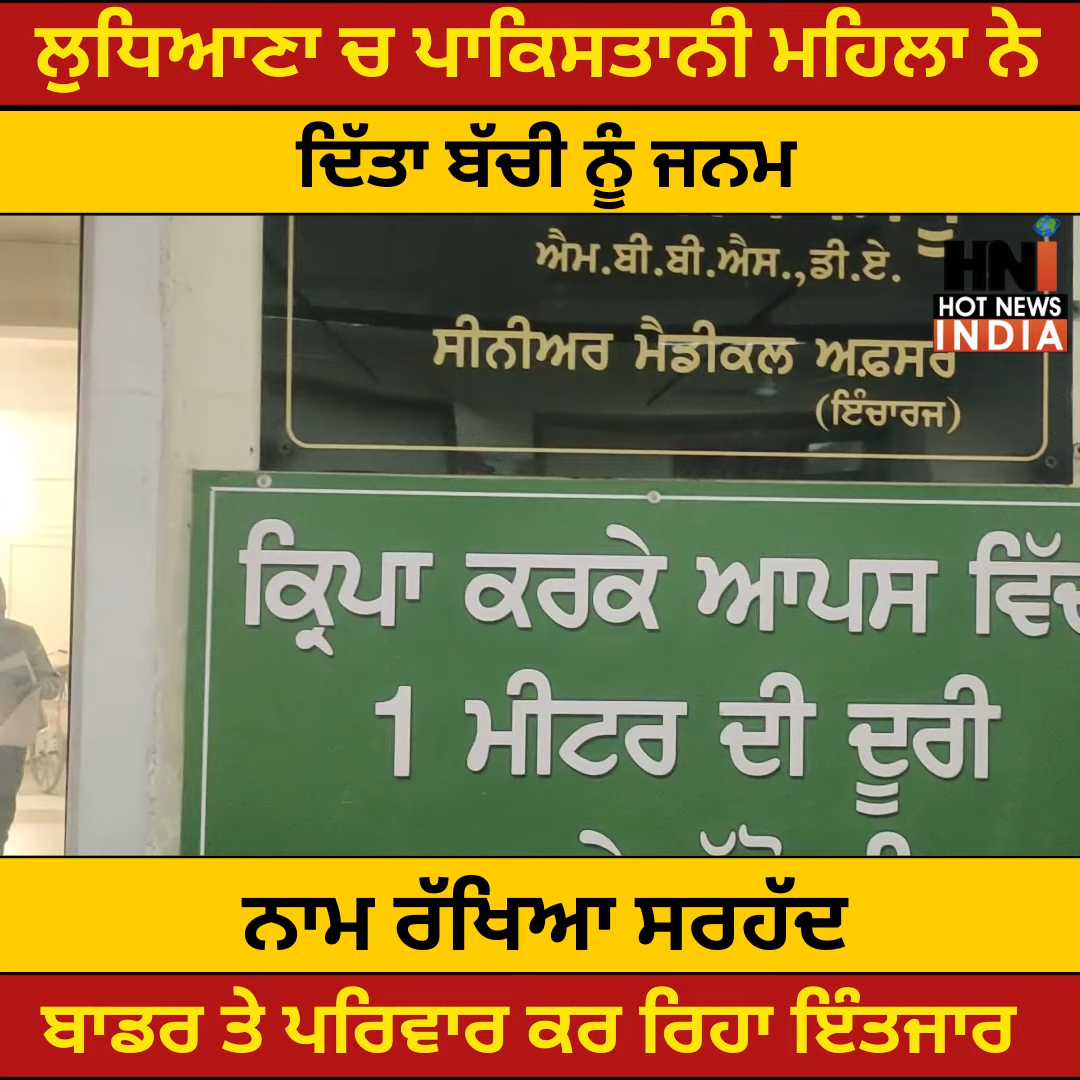 ਲੁਧਿਆਣਾ ਚ ਪਾਕਿਸਤਾਨੀ ਮਹਿਲਾ ਨੇ
ਦਿੱਤਾ ਬੱਚੀ ਨੂੰ ਜਨਮ
ਐਮ.ਬੀ.ਬੀ.ਐਸ.,ਡੀ.ਏ.
HNI
HOT NEWS
INDIA
ਸੀਨੀਅਰ ਮੈਡੀਕਲ ਅਫ਼ਸਰ
(ਇੰਚਾਰਜ)
ਕ੍ਰਿਪਾ ਕਰਕੇ ਆਪਸ ਵਿੱਚ
1 ਮੀਟਰ ਦੀ ਦੂਰੀ
ਨਾਮ ਰੱਖਿਆ ਸਰਹੱਦ
ਬਾਡਰ ਤੇ ਪਰਿਵਾਰ ਕਰ ਰਿਹਾ ਇੰਤਜਾਰ